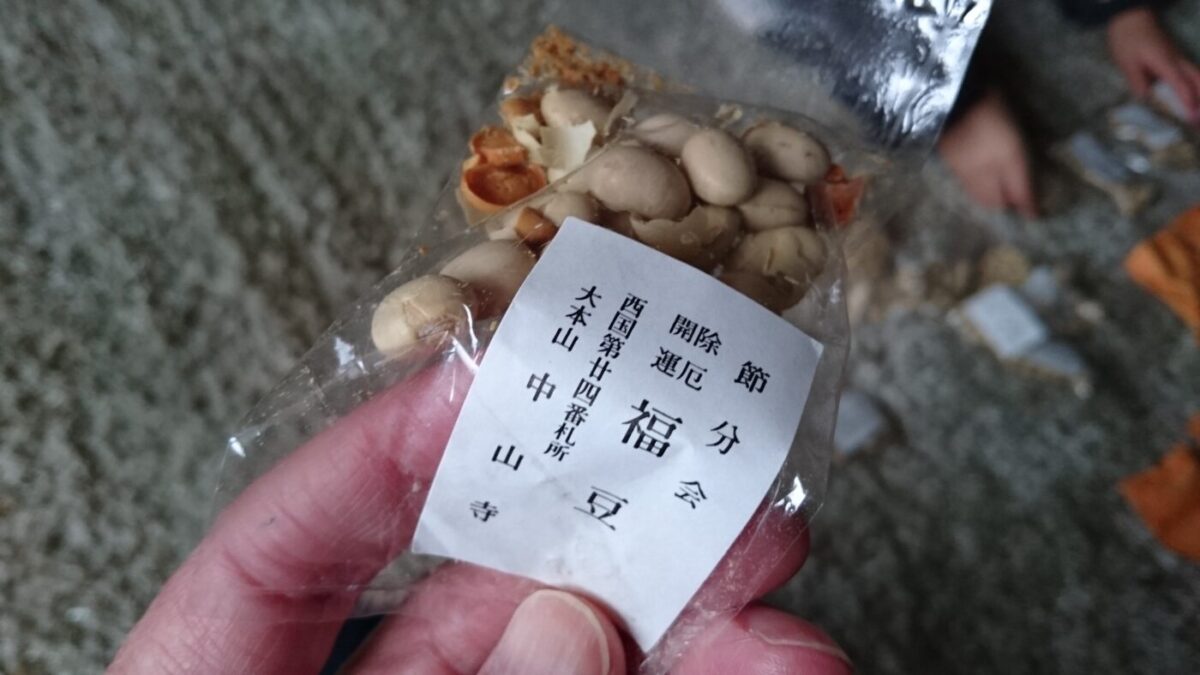 節分会
除厄
開運
福豆
西国第廿四番札所
大本山
中山寺